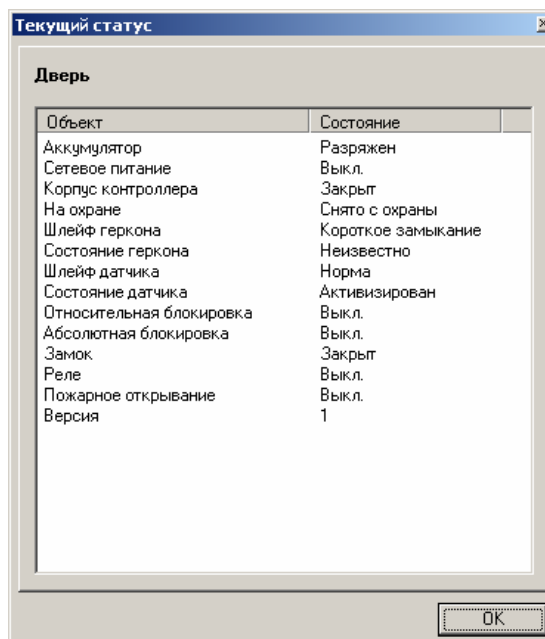 Текущий статус
Дверь
Объект Состояние
Аккумулятор Разряжен
Сетевое питание Выкл.
Корпус контроллера Закрыт
На охране Снято с охраны
Шлейф геркона Короткое замыкание
Состояние геркона Неизвестно
Шлейф датчика Норма
Состояние датчика Активизирован
Относительная блокировка Выкл.
Абсолютная блокировка Выкл.
Замок Закрыт
Реле Выкл.
Пожарное открывание Выкл.
Версия 1
OK